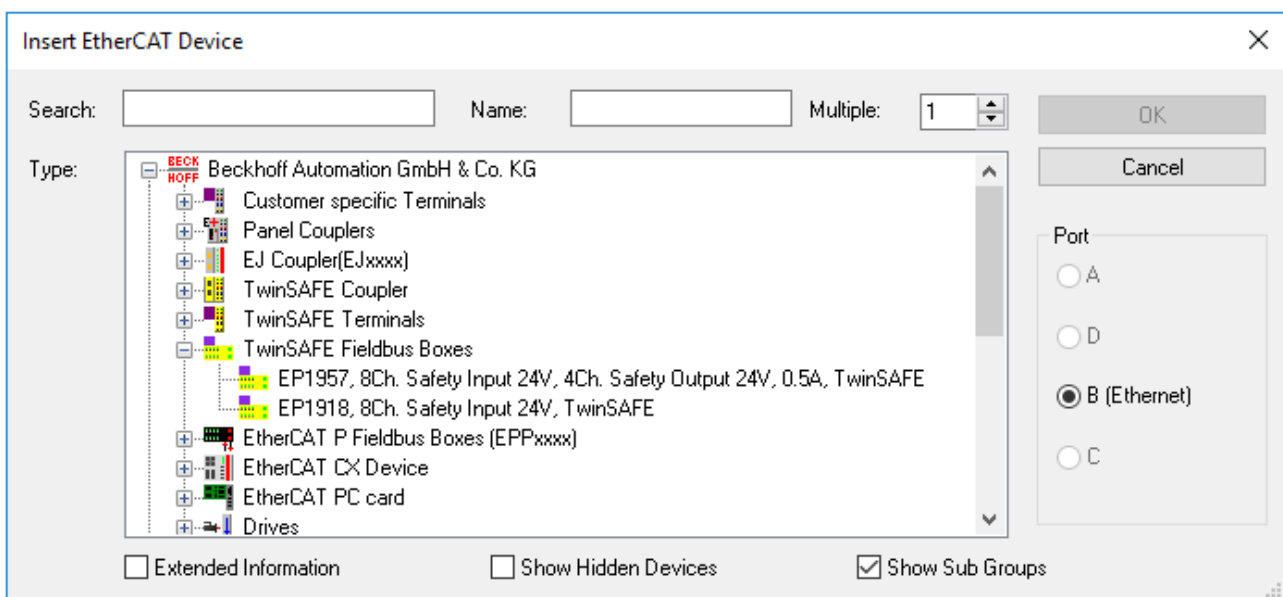 Insert EtherCAT Device
Search: Name: Multiple: 1 OK
Type: Cancel
BECK
HOFF
Beckhoff Automation GmbH & Co. KG
Customer specific Terminals
Panel Couplers
EJ Coupler(EJxxxx)
TwinSAFE Coupler
TwinSAFE Terminals
TwinSAFE Fieldbus Boxes
EP1957, 8Ch. Safety Input 24V, 4Ch. Safety Output 24V, 0.5A, TwinSAFE
EP1918, 8Ch. Safety Input 24V, TwinSAFE
EtherCAT P Fieldbus Boxes (EPPxxxx)
EtherCAT CX Device
EtherCAT PC card
Drives
Port
A
D
B (Ethernet)
C
Extended Information Show Hidden Devices Show Sub Groups